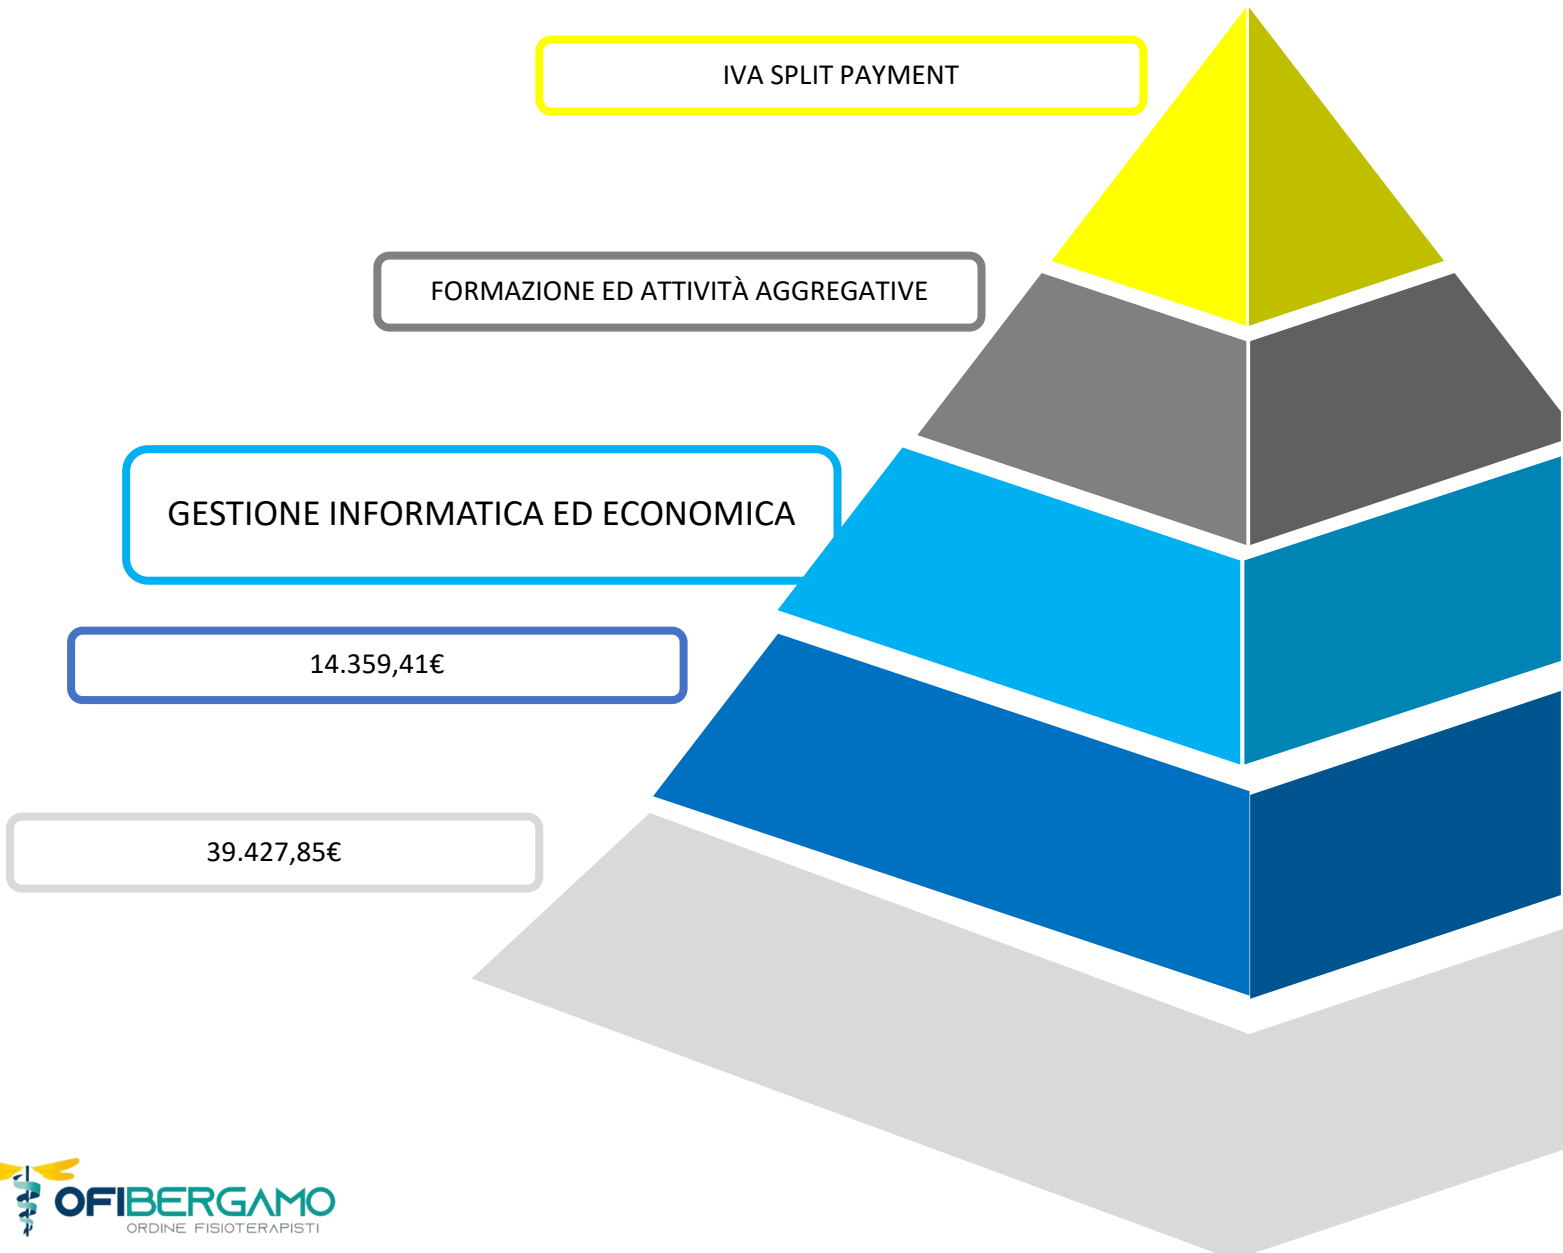 IVA SPLIT PAYMENT
FORMAZIONE ED ATTIVITÀ AGGREGATIVE
GESTIONE INFORMATICA ED ECONOMICA
14.359,41€
39.427,85€
OFIBERGAMO
ORDINE FISIOTERAPISTI